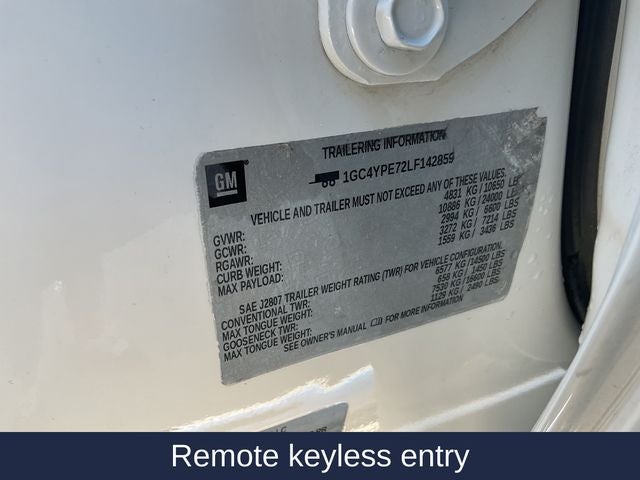 TRAILERING INFORMATION
GM
1GC4YPE72LF142859
VEHICLE AND TRAILER MUST NOT EXCEED ANY OF THESE VALUES:
GVWR: 4831 KG/10650 LBS
GCWR: 10886 KG/24000 LBS
RGAWR: 2994 KG/ 6600 LBS
CURB WEIGHT: 3272 KG/ 7214 LBS
MAX PAYLOAD: 1559 KG/ 3436 LBS
SAE J2807 TRAILER WEIGHT RATING (TWR) FOR VEHICLE CONFIGURATION.
CONVENTIONAL TWR: 6577 KG/14500 LBS
MAX TONGUE WEIGHT: 658 KG/ 1450 LBS
GOOSENECK TWR: 7530 KG/16600 LBS
MAX TONGUE WEIGHT: 1129 KG/ 2490 LBS
SEE OWNER'S MANUAL FOR MORE INFORMATION.
Remote keyless entry